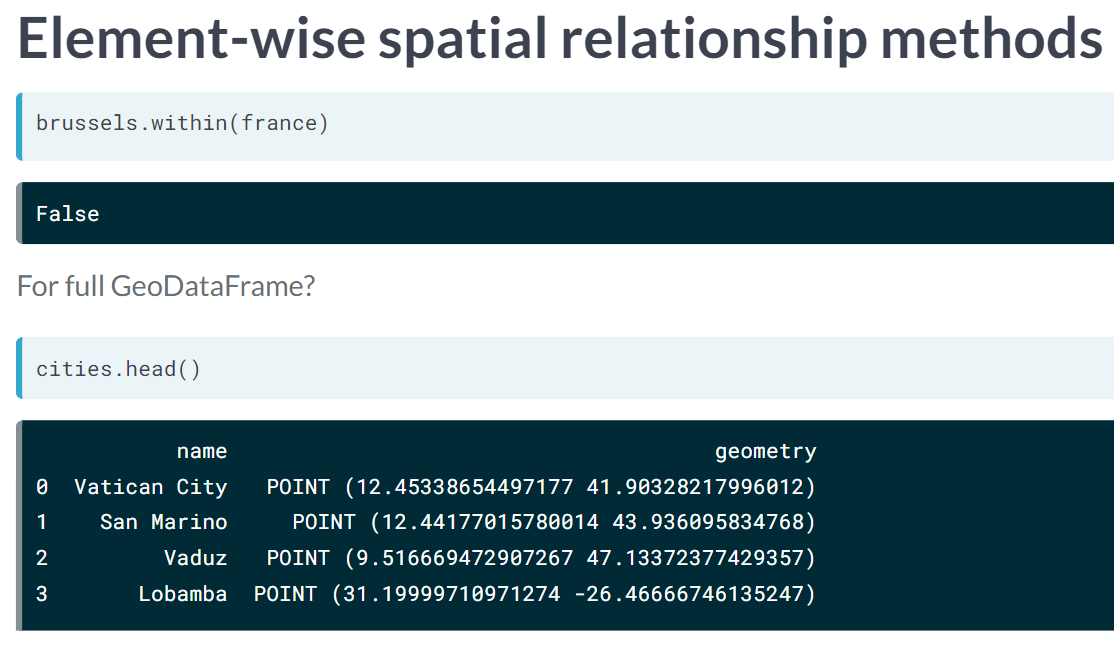 Element-wise spatial relationship methods
brussels.within(france)
False
For full GeoDataFrame?
cities.head()
name geometry
0 Vatican City POINT (12.45338654497177 41.90328217996012)
1 San Marino POINT (12.44177015780014 43.936095834768)
2 Vaduz POINT (9.516669472907267 47.13372377429357)
3 Lobamba POINT (31.19999710971274 -26.46666746135247)